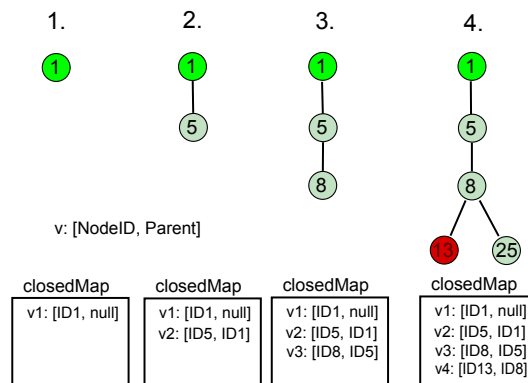 1.
1
2.
1
5
3.
1
5
8
4.
1
5
8
13
25
v: [NodeID, Parent]
closedMap
v1: [ID1, null]
closedMap
v1: [ID1, null]
v2: [ID5, ID1]
closedMap
v1: [ID1, null]
v2: [ID5, ID1]
v3: [ID8, ID5]
closedMap
v1: [ID1, null]
v2: [ID5, ID1]
v3: [ID8, ID5]
v4: [ID13, ID8]